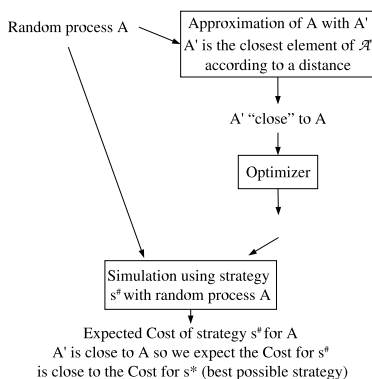 Random process A
Approximation of A with A'
A' is the closest element of 𝒜'
according to a distance
A' “close” to A
Optimizer
Simulation using strategy
s# with random process A
Expected Cost of strategy s# for A
A' is close to A so we expect the Cost for s#
is close to the Cost for s* (best possible strategy)